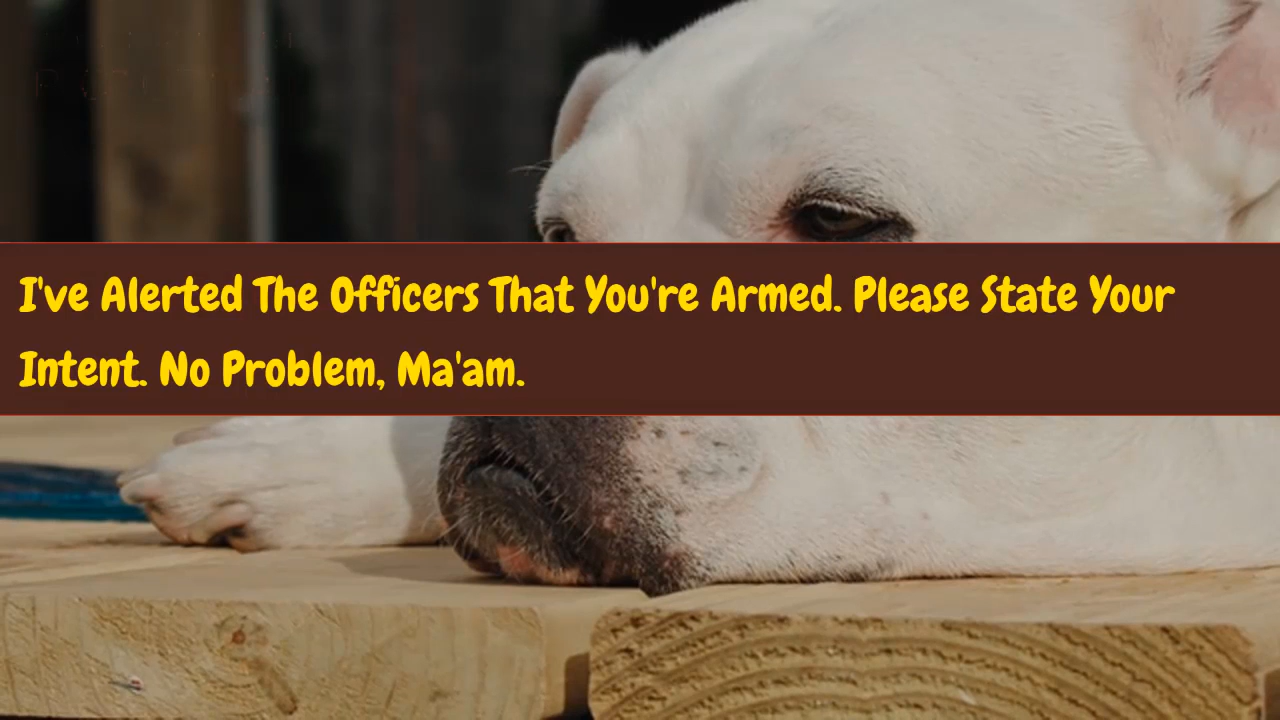 I've Alerted The Officers That You're Armed. Please State Your
Intent. No Problem, Ma'am.